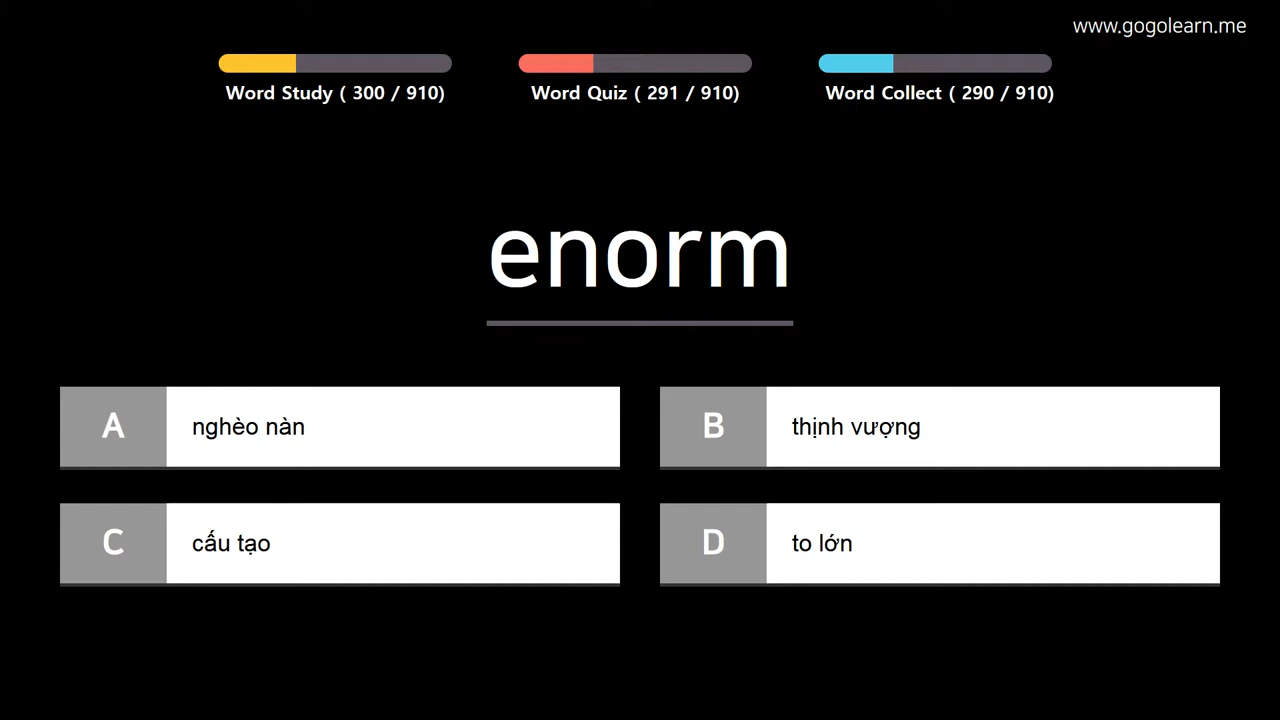 www.gogolearn.me
Word Study ( 300 / 910)
Word Quiz ( 291 / 910)
Word Collect ( 290 / 910)
enorm
A
nghèo nàn
B
thịnh vượng
C
cấu tạo
D
to lớn